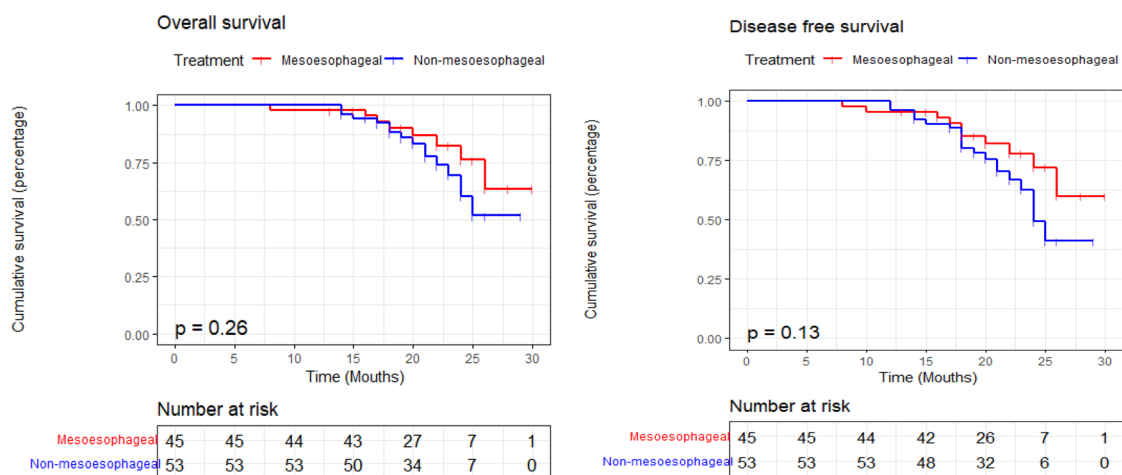 Overall survival
Treatment Mesoesophageal Non-mesoesophageal
Cumulative survival (percentage)
1.00
0.75
0.50
0.25
0.00
p = 0.26
0 5 10 15 20 25 30
Time (Mouths)
Number at risk
Mesoesophageal 45 45 44 43 27 7 1
Non-mesoesophageal 53 53 53 50 34 7 0
Disease free survival
Treatment Mesoesophageal Non-mesoesophageal
Cumulative survival (percentage)
1.00
0.75
0.50
0.25
0.00
p = 0.13
0 5 10 15 20 25 30
Time (Mouths)
Number at risk
Mesoesophageal 45 45 44 42 26 7 1
Non-mesoesophageal 53 53 53 48 32 6 0